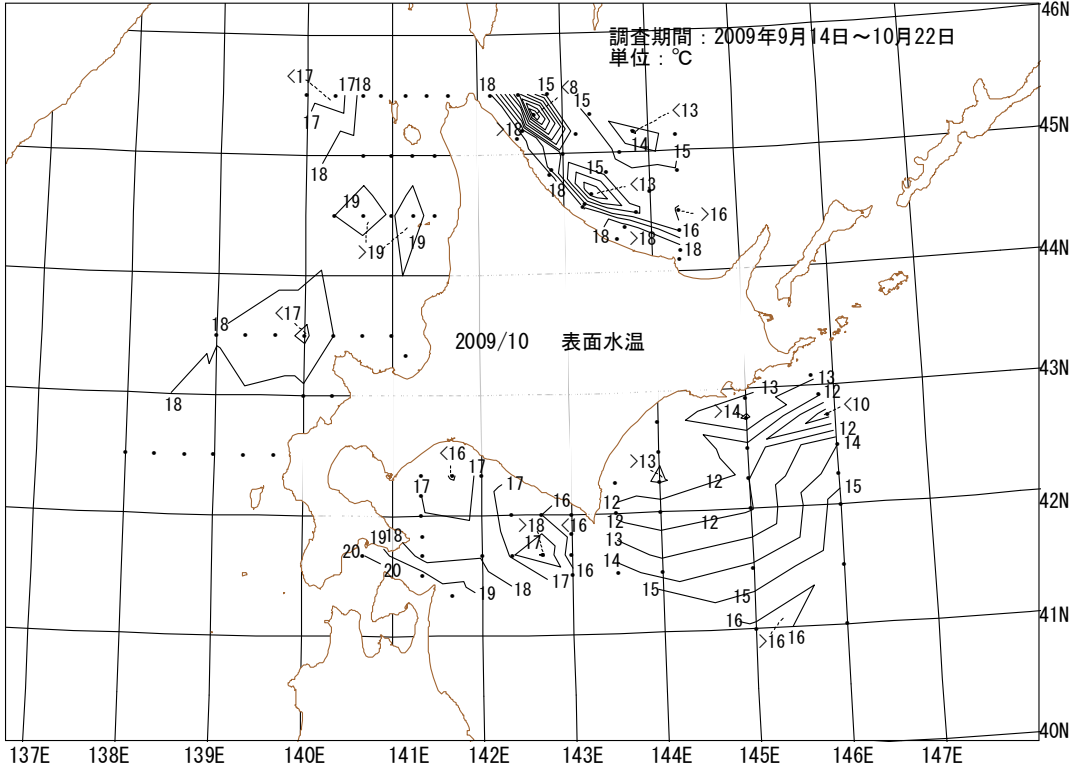 46N
調査期間：2009年9月14日～10月22日
単位：℃
<17 17 18
17
18 15 <8 15 <13
>18 14 45N
15 15
18 18 <13
19 >16
>19 19 16
18 >18 18 44N
<17
18
2009/10 表面水温
18
13 13 43N
>14 12 <10
12
14
<16 17 17 >13 12 15
17 16 12 42N
>18 <16 12 12
19 18 17 13
20 20 16 14
19 18 17 15 15
16 41N
>16 16
40N
137E 138E 139E 140E 141E 142E 143E 144E 145E 146E 147E